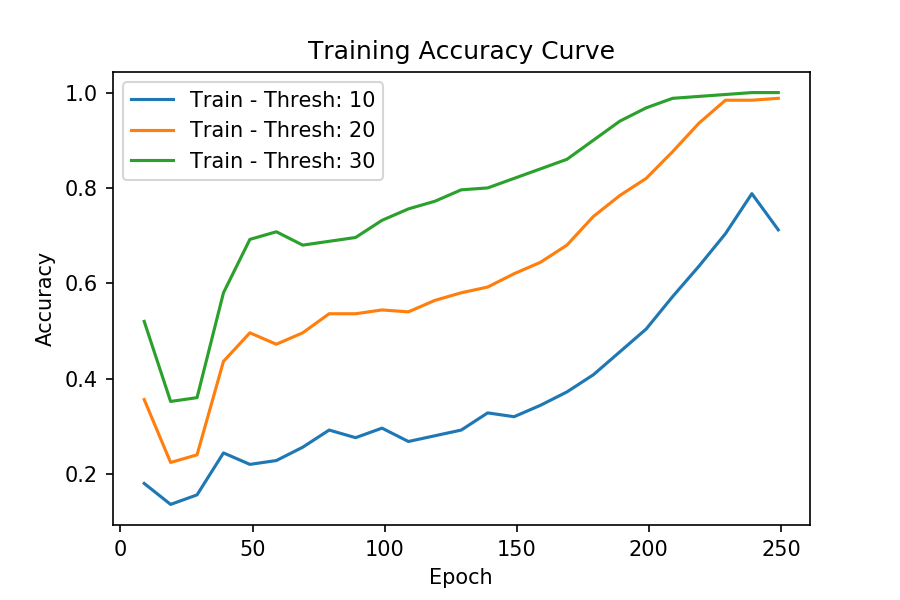 Training Accuracy Curve
Train - Thresh: 10
Train - Thresh: 20
Train - Thresh: 30
Accuracy
1.0
0.8
0.6
0.4
0.2
0 50 100 150 200 250
Epoch